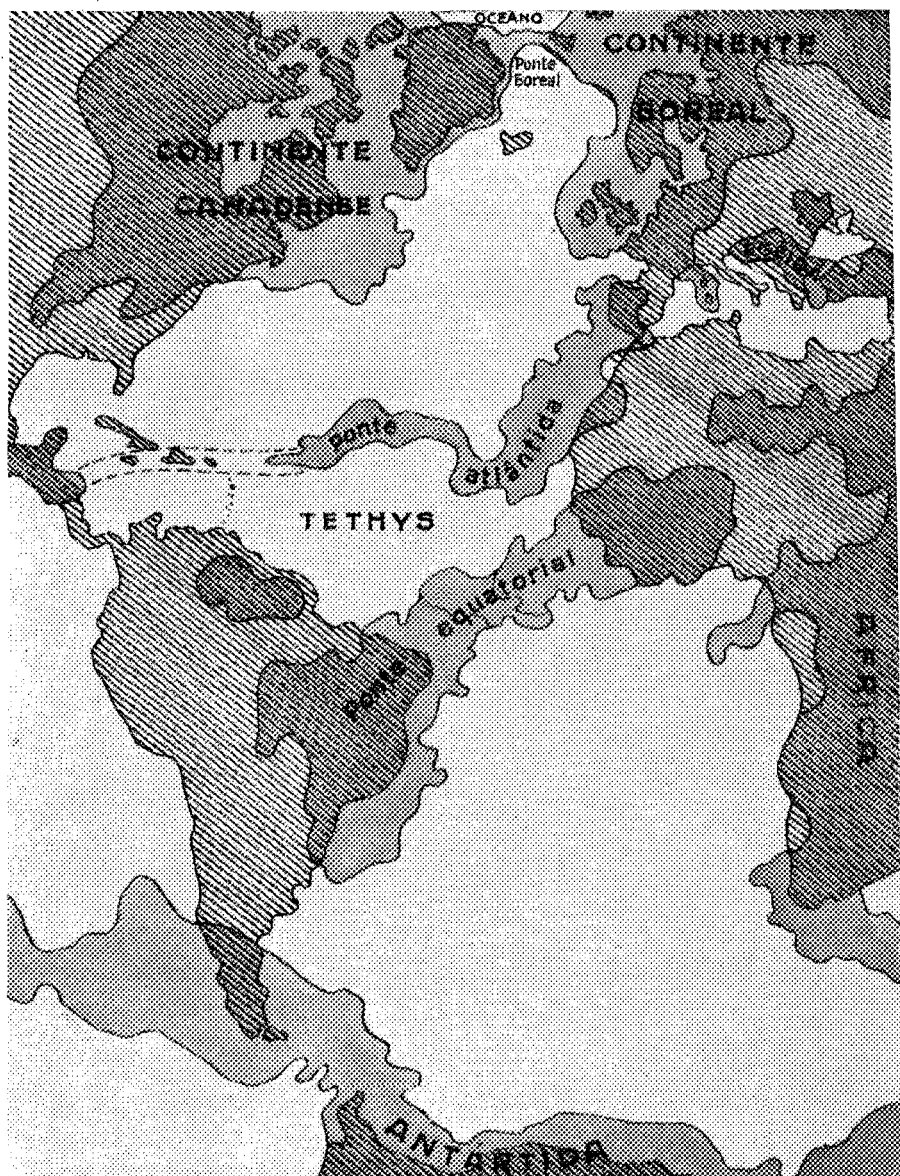 OCEANO
Ponte
Boreal
CONTINENTE
BOREAL
CONTINENTE
CANADENSE
ponte
atlântida
TETHYS
ponte
equatorial
AFRICA
ANTARTIDA